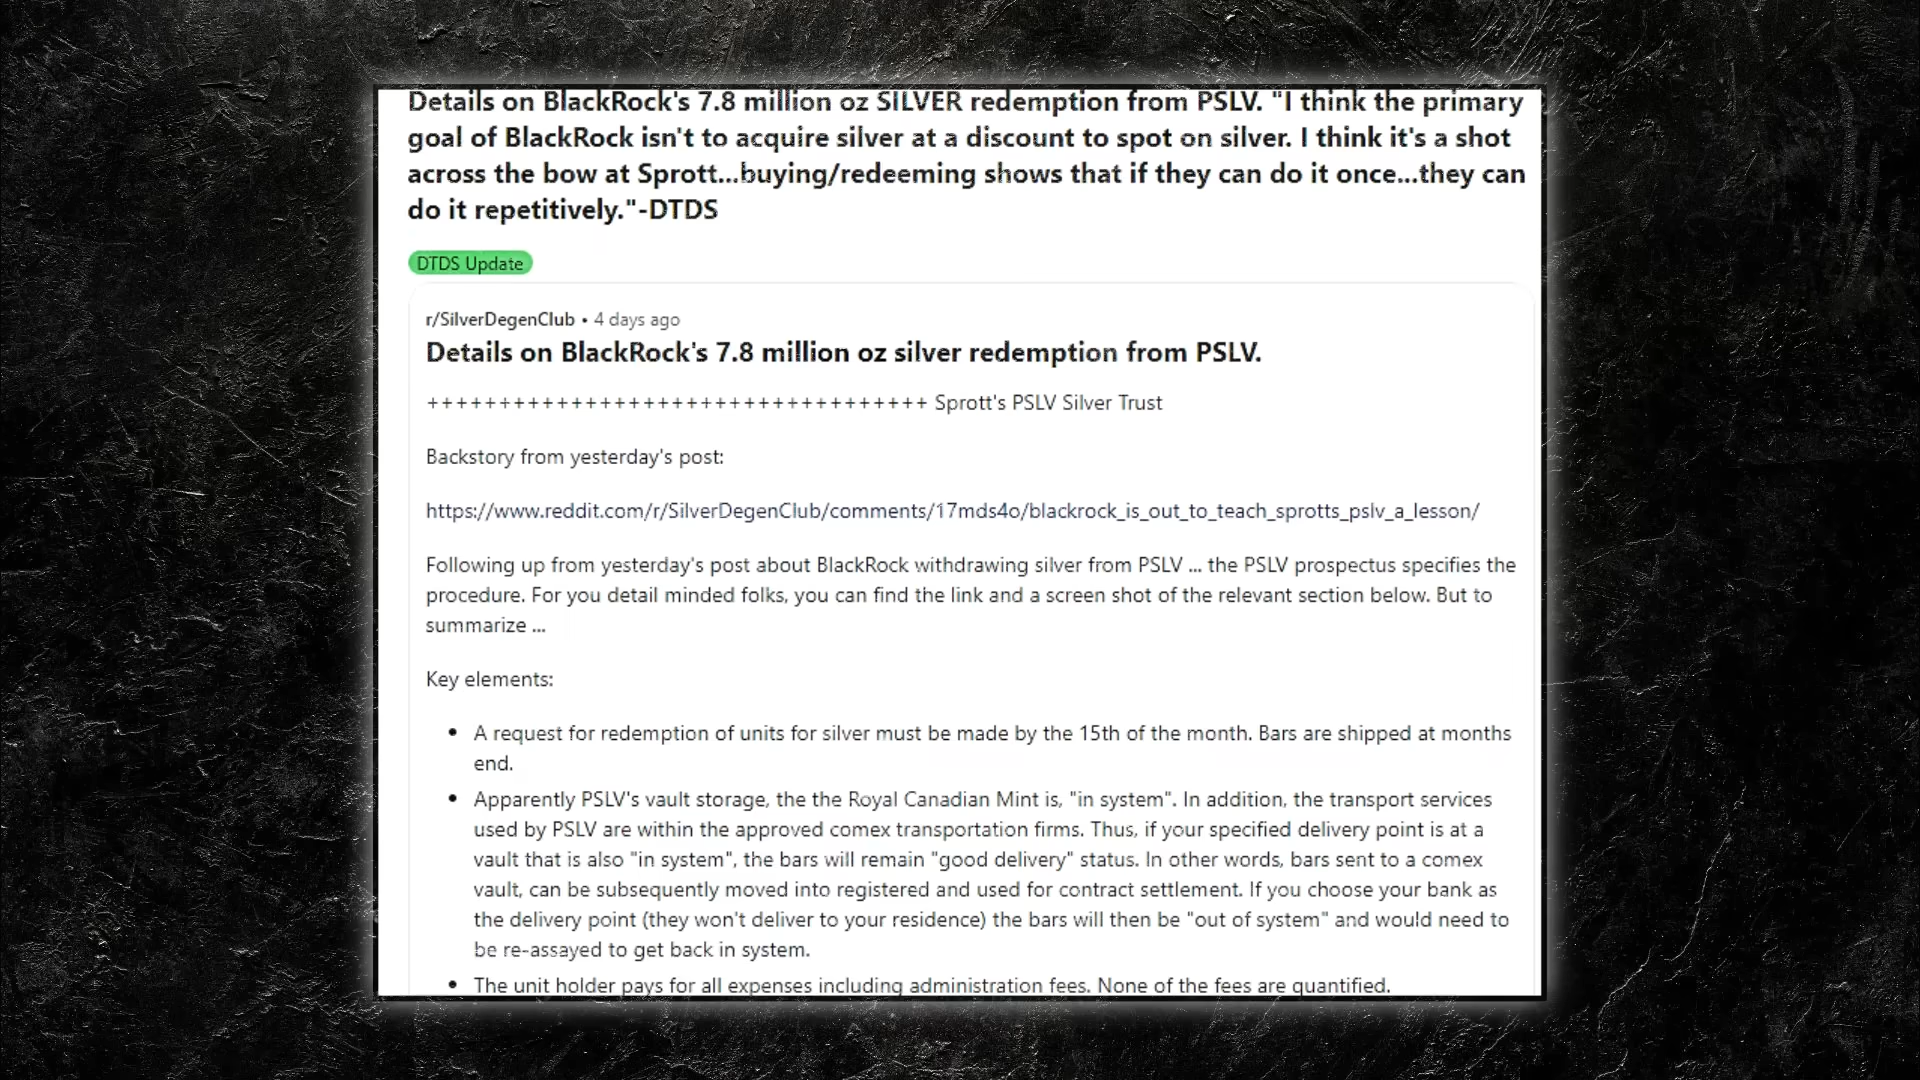 Details on BlackRock's 7.8 million oz SILVER redemption from PSLV. "I think the primary
goal of BlackRock isn't to acquire silver at a discount to spot on silver. I think it's a shot
across the bow at Sprott...buying/redeeming shows that if they can do it once...they can
do it repetitively."-DTDS
DTDS Update
r/SilverDegenClub • 4 days ago
Details on BlackRock's 7.8 million oz silver redemption from PSLV.
+++++++++++++++++++++++++++++++++++ Sprott's PSLV Silver Trust
Backstory from yesterday's post:
https://www.reddit.com/r/SilverDegenClub/comments/17mds4o/blackrock_is_out_to_teach_sprotts_pslv_a_lesson/
Following up from yesterday's post about BlackRock withdrawing silver from PSLV ... the PSLV prospectus specifies the
procedure. For you detail minded folks, you can find the link and a screen shot of the relevant section below. But to
summarize ...
Key elements:
• A request for redemption of units for silver must be made by the 15th of the month. Bars are shipped at months
end.
• Apparently PSLV's vault storage, the the Royal Canadian Mint is, "in system". In addition, the transport services
used by PSLV are within the approved comex transportation firms. Thus, if your specified delivery point is at a
vault that is also "in system", the bars will remain "good delivery" status. In other words, bars sent to a comex
vault, can be subsequently moved into registered and used for contract settlement. If you choose your bank as
the delivery point (they won't deliver to your residence) the bars will then be "out of system" and would need to
be re-assayed to get back in system.
• The unit holder pays for all expenses including administration fees. None of the fees are quantified.